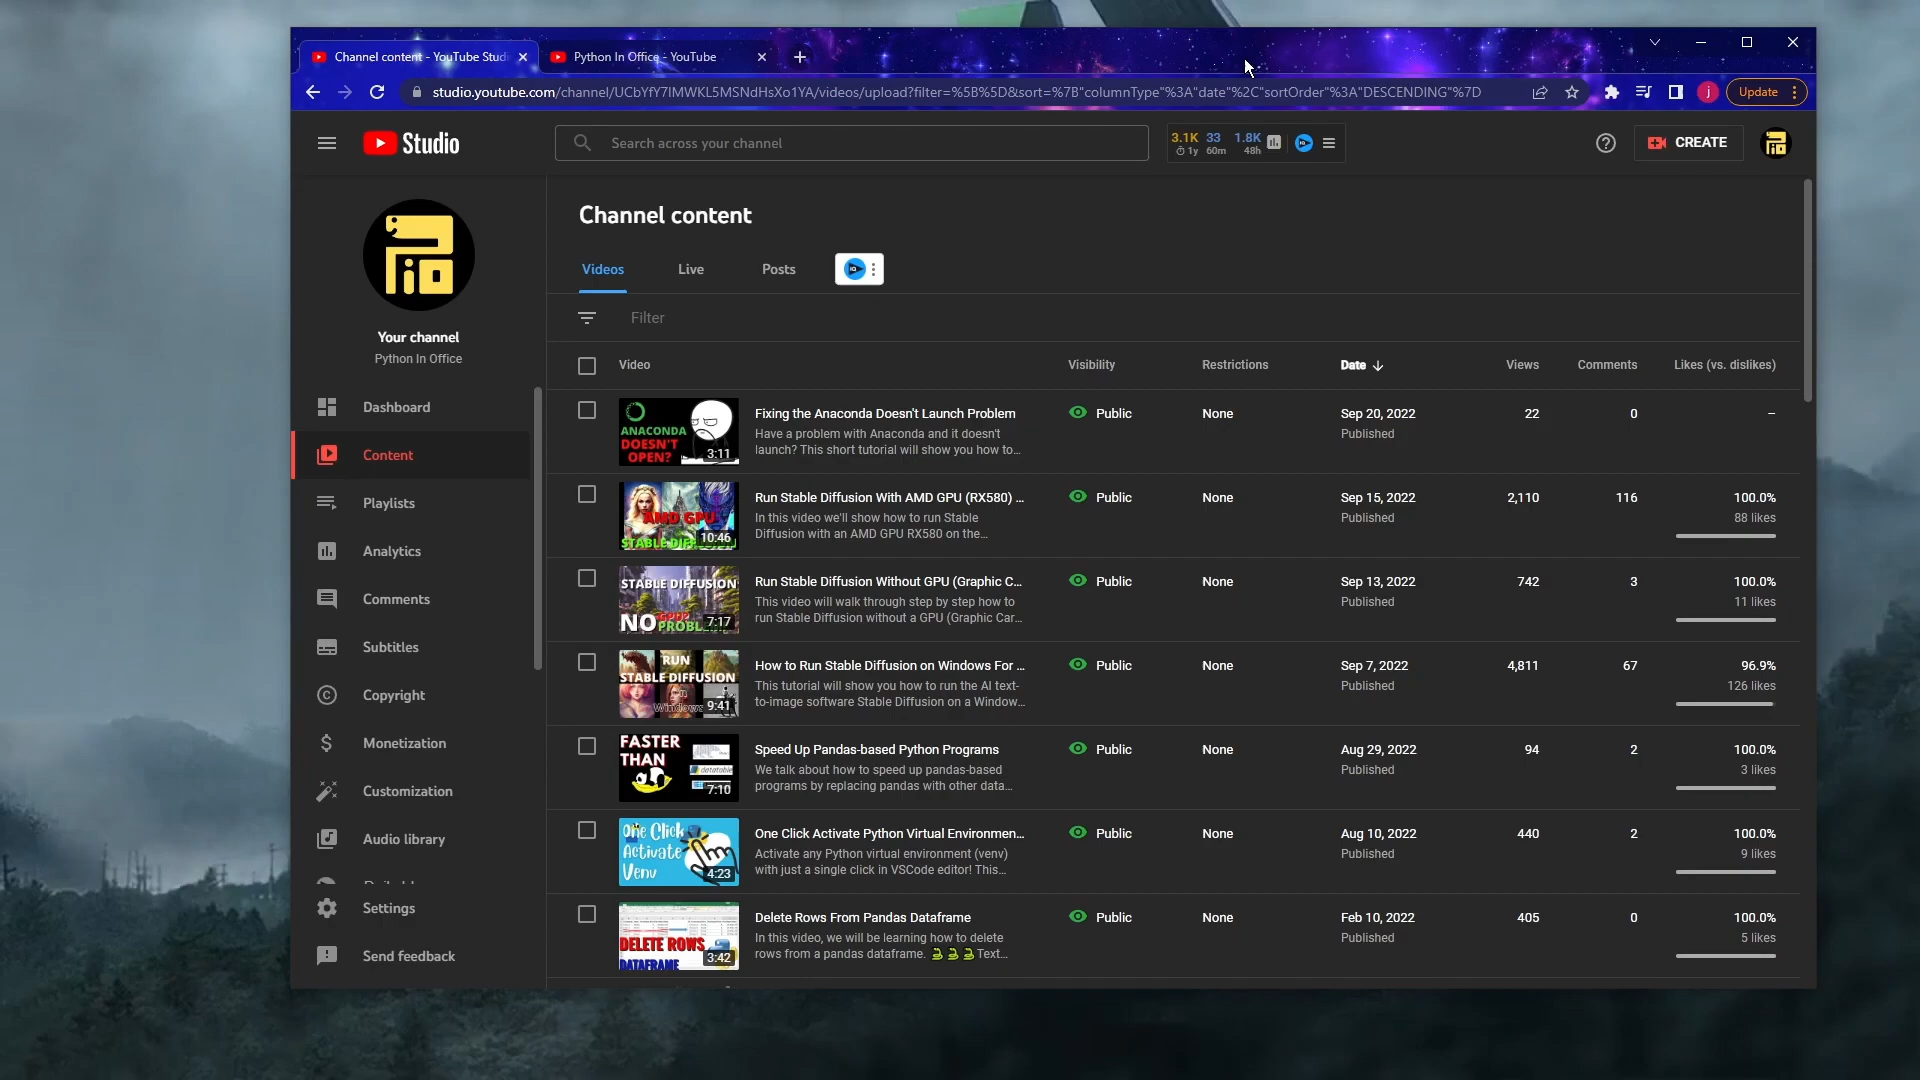 Channel content - YouTube Studi
Python In Office - YouTube
studio.youtube.com/channel/UCbYfY7IMWKL5MSNdHsXo1YA/videos/upload?filter=%5B%5D&sort=%7B"columnType"%3A"date"%2C"sortOrder"%3A"DESCENDING"%7D
j
Update
Studio
Search across your channel
3.1K 33 1.8K
1y 60m 48h
CREATE
Pio
Your channel
Python In Office
Dashboard
Content
Playlists
Analytics
Comments
Subtitles
Copyright
Monetization
Customization
Audio library
Settings
Send feedback
Channel content
Videos Live Posts
Filter
Video Visibility Restrictions Date Views Comments Likes (vs. dislikes)
ANACONDA
DOESN'T
OPEN?
3:11
Fixing the Anaconda Doesn't Launch Problem
Have a problem with Anaconda and it doesn't
launch? This short tutorial will show you how to...
Public None Sep 20, 2022 22 0 –
Published
AMD GPU
STABLE
10:46
Run Stable Diffusion With AMD GPU (RX580) ...
In this video we'll show how to run Stable
Diffusion with an AMD GPU RX580 on the...
Public None Sep 15, 2022 2,110 116 100.0%
Published 88 likes
STABLE DIFFUSION
NO GPU
7:17
Run Stable Diffusion Without GPU (Graphic C...
This video will walk through step by step how to
run Stable Diffusion without a GPU (Graphic Car...
Public None Sep 13, 2022 742 3 100.0%
Published 11 likes
RUN
STABLE DIFFUSION
on
Windows
9:41
How to Run Stable Diffusion on Windows For ...
This tutorial will show you how to run the AI text-
to-image software Stable Diffusion on a Window...
Public None Sep 7, 2022 4,811 67 96.9%
Published 126 likes
FASTER
THAN
datatable
7:10
Speed Up Pandas-based Python Programs
We talk about how to speed up pandas-based
programs by replacing pandas with other data...
Public None Aug 29, 2022 94 2 100.0%
Published 3 likes
One Click
Activate
Venv
4:23
One Click Activate Python Virtual Environmen...
Activate any Python virtual environment (venv)
with just a single click in VSCode editor! This...
Public None Aug 10, 2022 440 2 100.0%
Published 9 likes
DELETE ROWS
DATAFRAME
3:42
Delete Rows From Pandas Dataframe
In this video, we will be learning how to delete
rows from a pandas dataframe. 🐍🐍🐍Text...
Public None Feb 10, 2022 405 0 100.0%
Published 5 likes